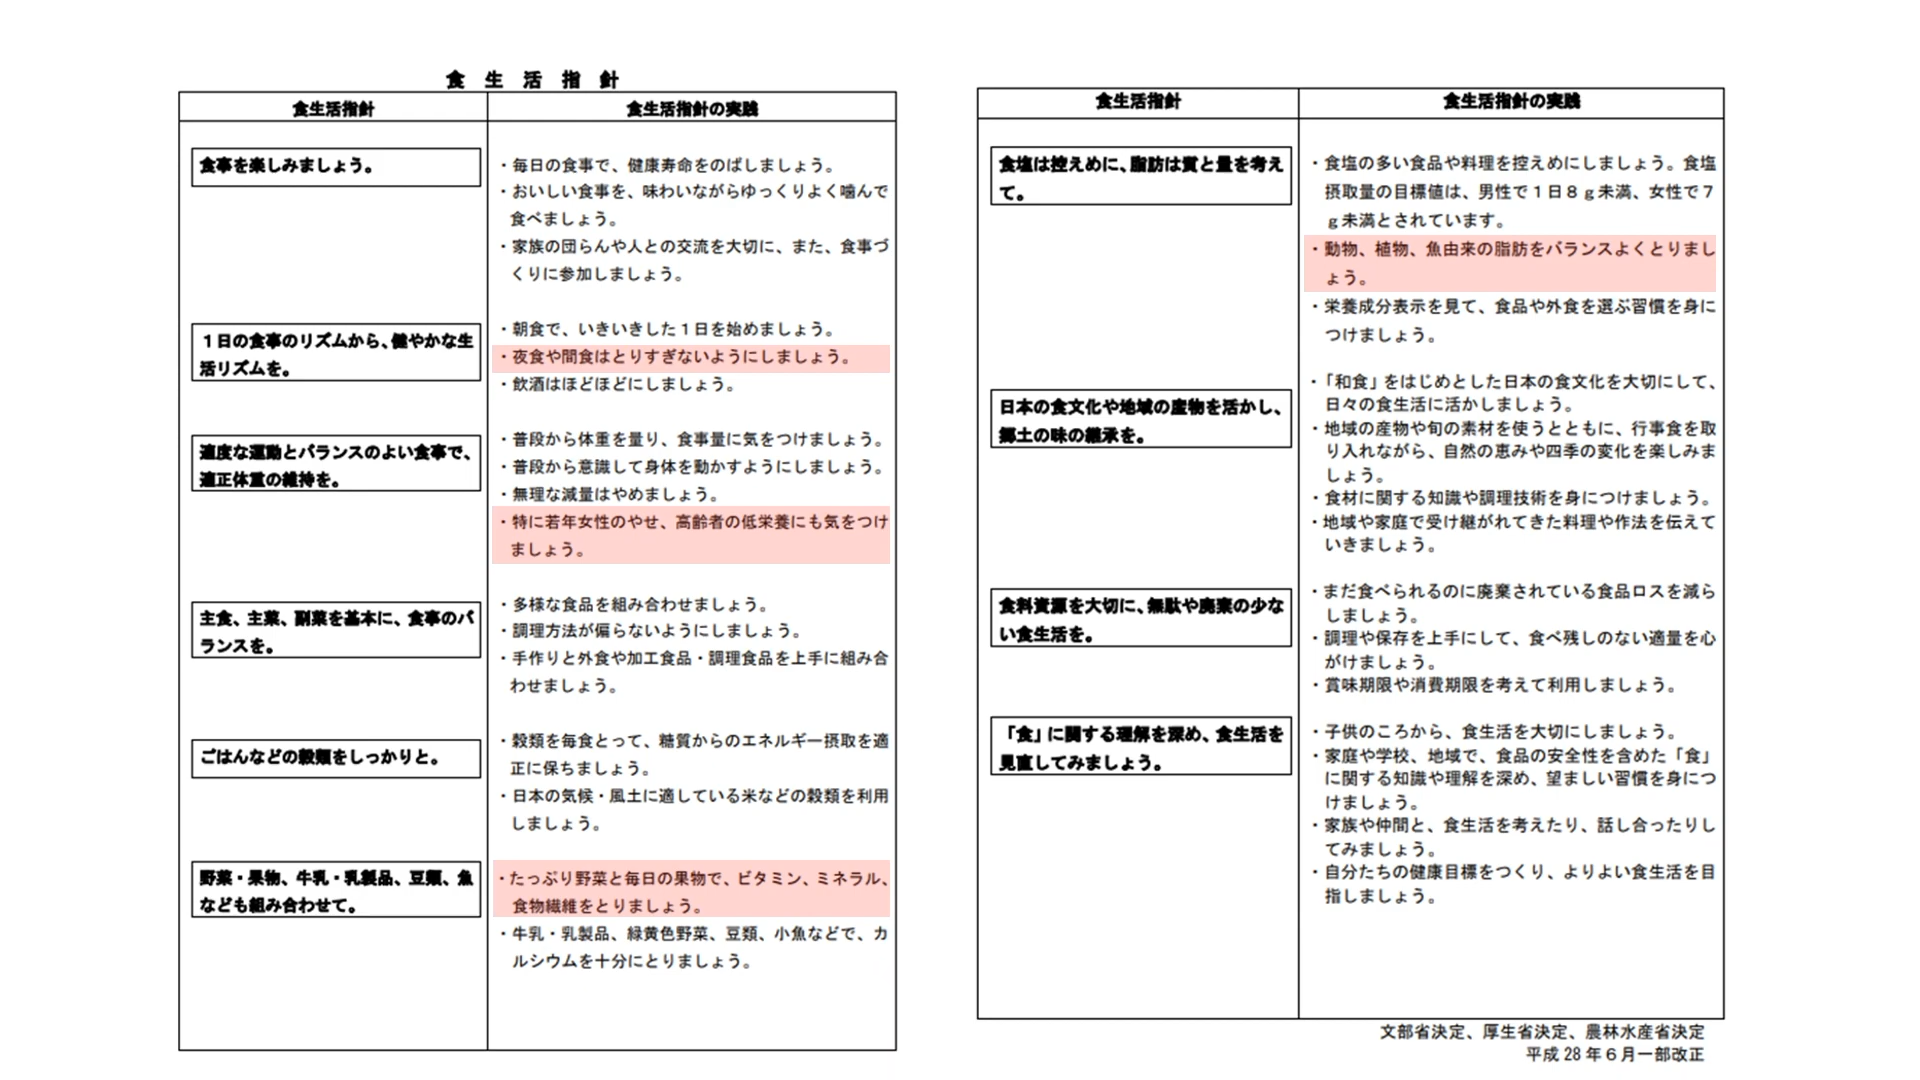 食生活指針
食生活指針
食生活指針の実践
食事を楽しみましょう。
・毎日の食事で、健康寿命をのばしましょう。
・おいしい食事を、味わいながらゆっくりよく噛んで
食べましょう。
・家族の団らんや人との交流を大切に、また、食事づ
くりに参加しましょう。
１日の食事のリズムから、健やかな生
活リズムを。
・朝食で、いきいきした１日を始めましょう。
・夜食や間食はとりすぎないようにしましょう。
・飲酒はほどほどにしましょう。
適度な運動とバランスのよい食事で、
適正体重の維持を。
・普段から体重を量り、食事量に気をつけましょう。
・普段から意識して身体を動かすようにしましょう。
・無理な減量はやめましょう。
・特に若年女性のやせ、高齢者の低栄養にも気をつけ
ましょう。
主食、主菜、副菜を基本に、食事のバ
ランスを。
・多様な食品を組み合わせましょう。
・調理方法が偏らないようにしましょう。
・手作りと外食や加工食品・調理食品を上手に組み合
わせましょう。
ごはんなどの穀類をしっかりと。
・穀類を毎食とって、糖質からのエネルギー摂取を適
正に保ちましょう。
・日本の気候・風土に適している米などの穀類を利用
しましょう。
野菜・果物、牛乳・乳製品、豆類、魚
なども組み合わせて。
・たっぷり野菜と毎日の果物で、ビタミン、ミネラル、
食物繊維をとりましょう。
・牛乳・乳製品、緑黄色野菜、豆類、小魚などで、カ
ルシウムを十分にとりましょう。
食生活指針
食生活指針の実践
食塩は控えめに、脂肪は質と量を考え
て。
・食塩の多い食品や料理を控えめにしましょう。食塩
摂取量の目標値は、男性で１日８ｇ未満、女性で７
ｇ未満とされています。
・動物、植物、魚由来の脂肪をバランスよくとりまし
ょう。
・栄養成分表示を見て、食品や外食を選ぶ習慣を身に
つけましょう。
日本の食文化や地域の産物を活かし、
郷土の味の継承を。
・「和食」をはじめとした日本の食文化を大切にして、
日々の食生活に活かしましょう。
・地域の産物や旬の素材を使うとともに、行事食を取
り入れながら、自然の恵みや四季の変化を楽しみま
しょう。
・食材に関する知識や調理技術を身につけましょう。
・地域や家庭で受け継がれてきた料理や作法を伝えて
いきましょう。
食料資源を大切に、無駄や廃棄の少な
い食生活を。
・まだ食べられるのに廃棄されている食品ロスを減ら
しましょう。
・調理や保存を上手にして、食べ残しのない適量を心
がけましょう。
・賞味期限や消費期限を考えて利用しましょう。
「食」に関する理解を深め、食生活を
見直してみましょう。
・子供のころから、食生活を大切にしましょう。
・家庭や学校、地域で、食品の安全性を含めた「食」
に関する知識や理解を深め、望ましい習慣を身につ
けましょう。
・家族や仲間と、食生活を考えたり、話し合ったりし
てみましょう。
・自分たちの健康目標をつくり、よりよい食生活を目
指しましょう。
文部省決定、厚生省決定、農林水産省決定
平成 28 年６月一部改正